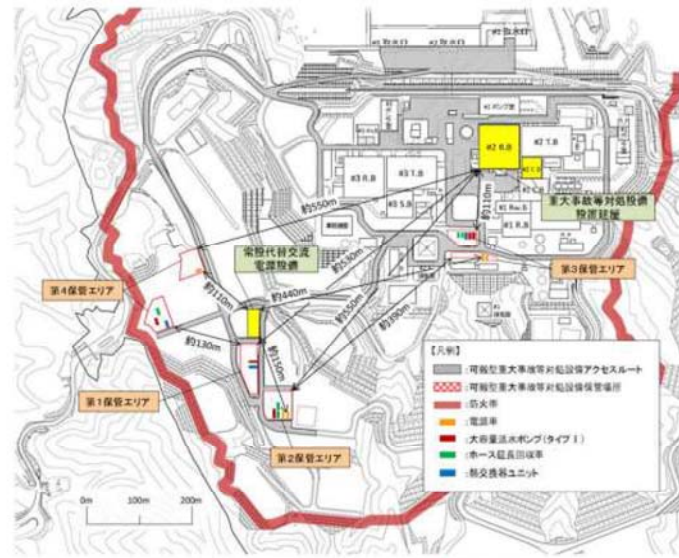 #2 R.B
#2 T.B
#3 R.B
#3 T.B
#3 S.B
#1 R.B
約550m
約110m
重大事故等対処設備
設置建屋
常設代替交流
電源設備
約530m
第4保管エリア
第3保管エリア
約110m
約440m
約550m
約390m
約130m
約150m
第1保管エリア
第2保管エリア
【凡例】
:可搬型重大事故等対処設備アクセスルート
:可搬型重大事故等対処設備保管場所
:防火帯
:電源車
:大容量送水ポンプ(タイプⅠ)
:ホース延長回収車
:熱交換器ユニット
0m 100m 200m